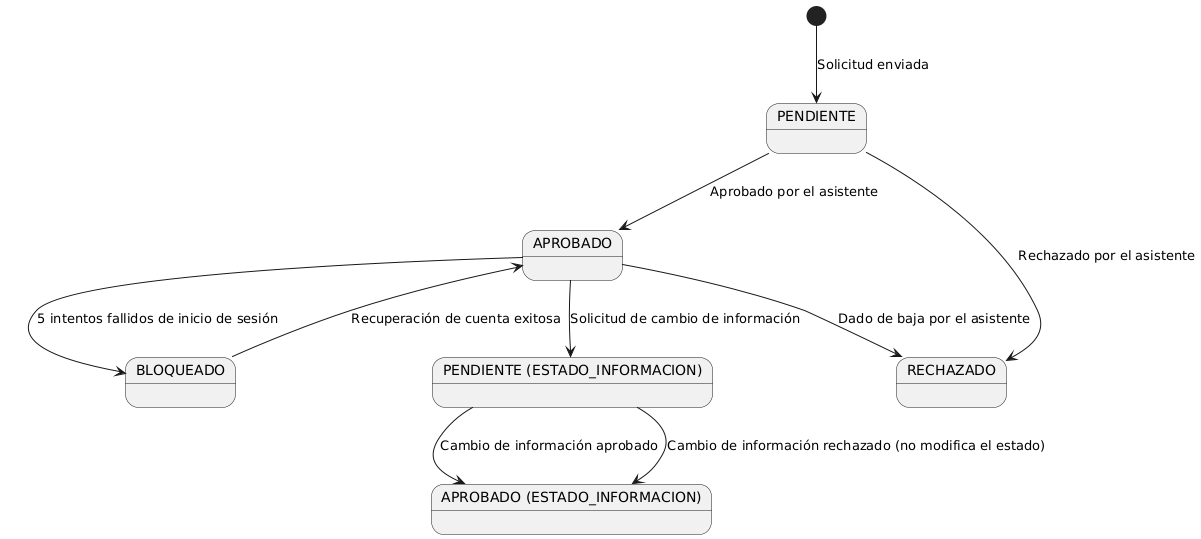 Solicitud enviada
PENDIENTE
Aprobado por el asistente
APROBADO
Rechazado por el asistente
5 intentos fallidos de inicio de sesión
Recuperación de cuenta exitosa
Solicitud de cambio de información
Dado de baja por el asistente
BLOQUEADO
PENDIENTE (ESTADO_INFORMACION)
RECHAZADO
Cambio de información aprobado
Cambio de información rechazado (no modifica el estado)
APROBADO (ESTADO_INFORMACION)